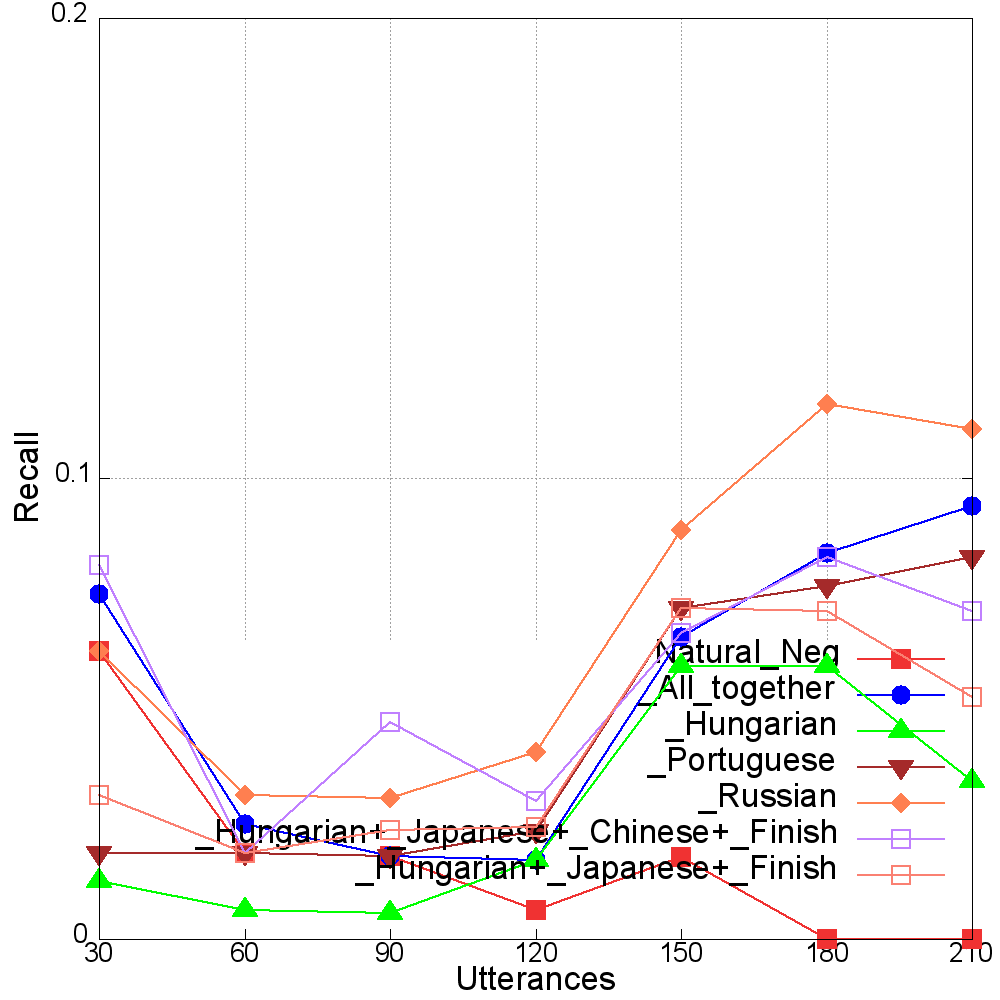 0.2
0.1
0
Recall
Natural_Neg
_All_together
_Hungarian
_Portuguese
_Russian
_Hungarian+_Japanese+_Chinese+_Finish
_Hungarian+_Japanese+_Finish
30 60 90 120 150 180 210
Utterances